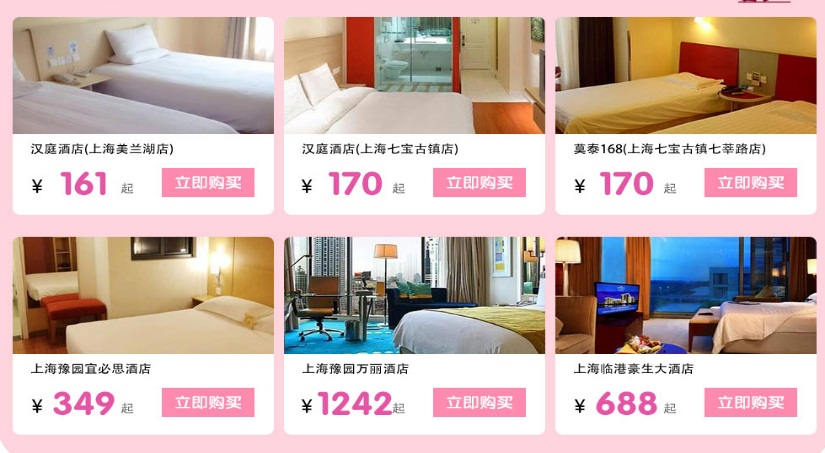 汉庭酒店(上海美兰湖店)
¥ 161 起 立即购买
汉庭酒店(上海七宝古镇店)
¥ 170 起 立即购买
莫泰168(上海七宝古镇七莘路店)
¥ 170 起 立即购买
上海豫园宜必思酒店
¥ 349 起 立即购买
上海豫园万丽酒店
¥ 1242起 立即购买
上海临港豪生大酒店
¥ 688 起 立即购买